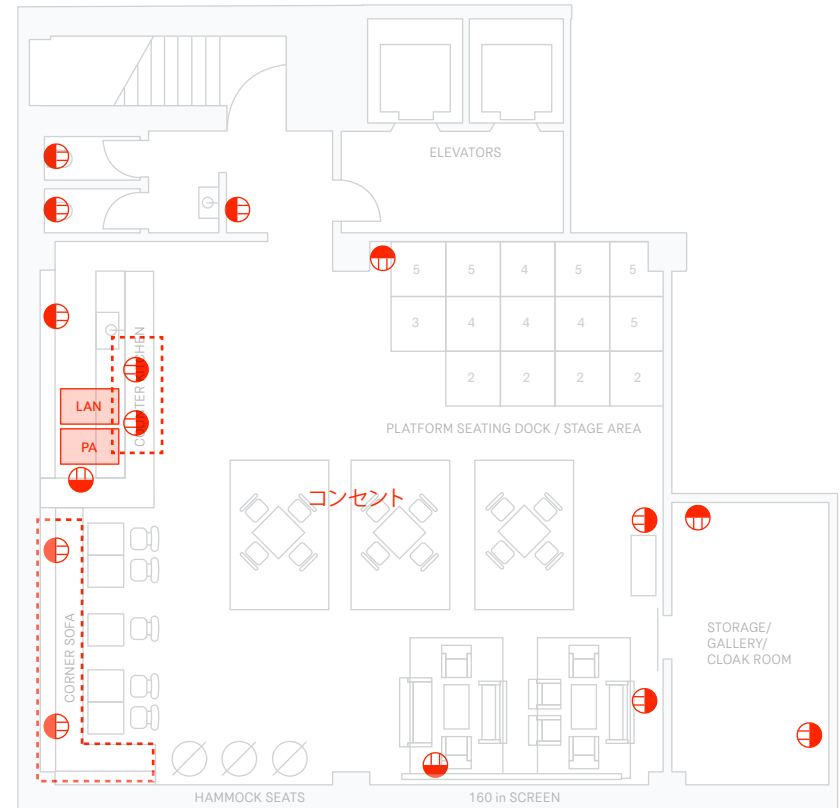 ELEVATORS
5 5 4 5 5
3 4 4 4 5
2 2 2 2
COUNTER KITCHEN
LAN
PA
PLATFORM SEATING DOCK / STAGE AREA
コンセント
CORNER SOFA
STORAGE/
GALLERY/
CLOAK ROOM
HAMMOCK SEATS
160 in SCREEN